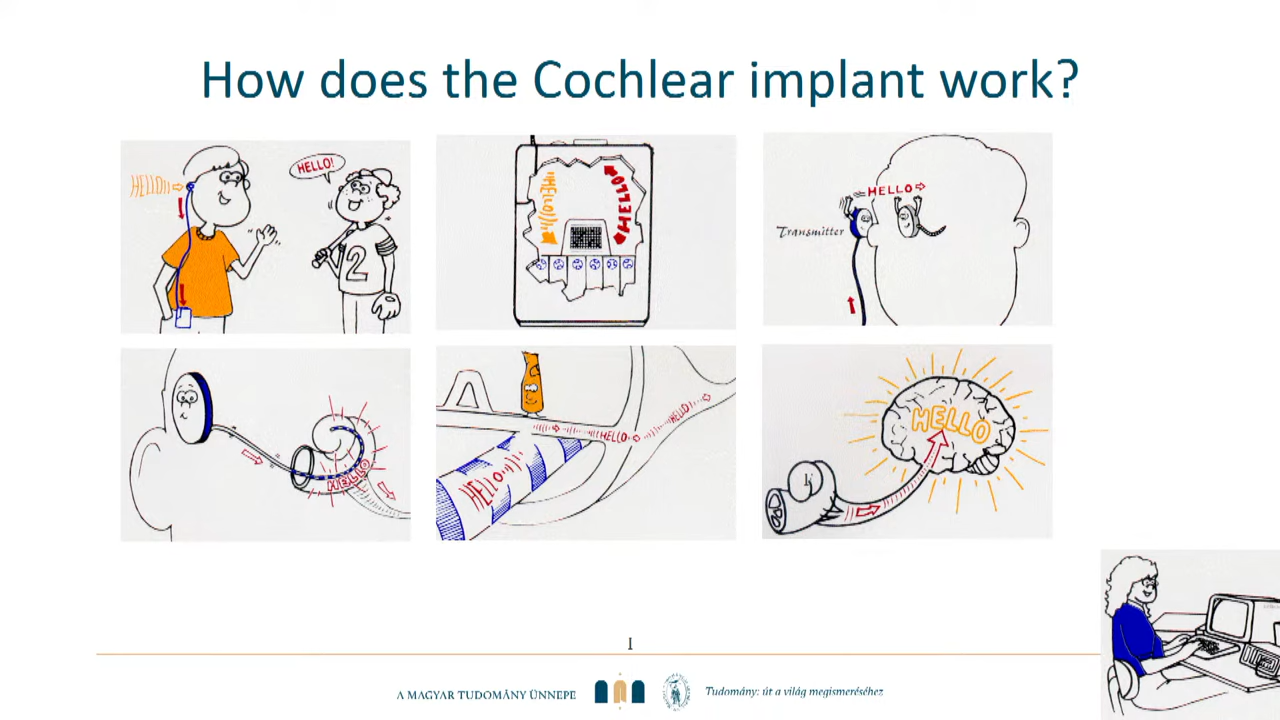 How does the Cochlear implant work?
HELLO
HELLO!
2
HELLO
HELLO
HELLO
Transmitter
HELLO
HELLO
HELLO
HELLO
HELLO
I
A MAGYAR TUDOMÁNY ÜNNEPE
Tudomány: út a világ megismeréséhez